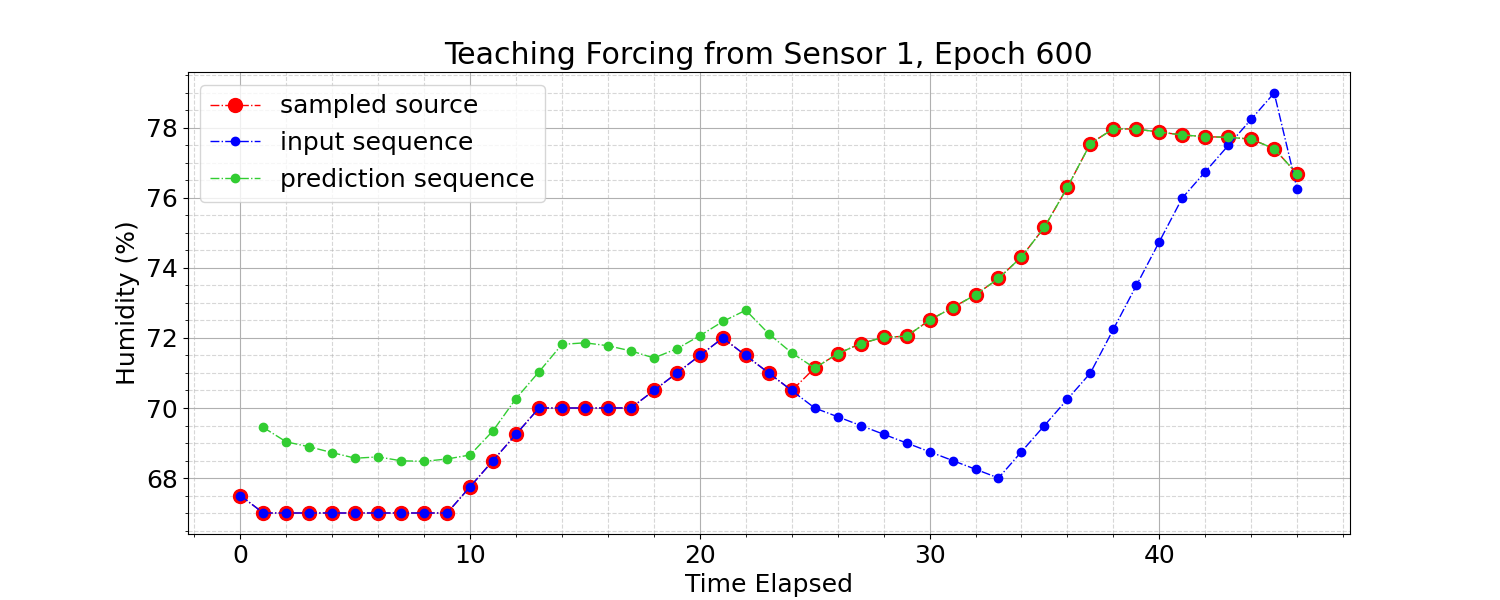 Teaching Forcing from Sensor 1, Epoch 600
sampled source
input sequence
prediction sequence
Humidity (%)
78
76
74
72
70
68
0 10 20 30 40
Time Elapsed